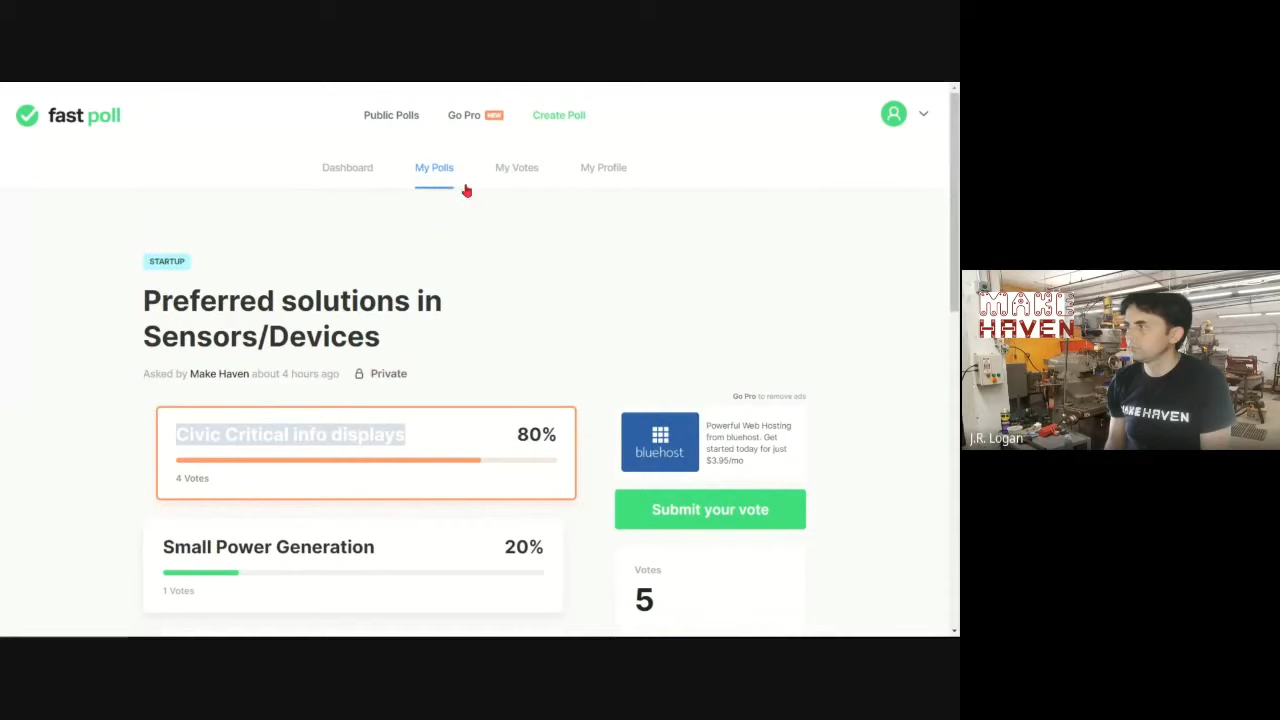 fast poll
Public Polls
Go Pro NEW
Create Poll
Dashboard
My Polls
My Votes
My Profile
STARTUP
Preferred solutions in
Sensors/Devices
Asked by Make Haven about 4 hours ago
Private
Civic Critical info displays
80%
4 Votes
Small Power Generation
20%
1 Votes
Go Pro to remove ads
bluehost
Powerful Web Hosting
from bluehost. Get
started today for just
$3.95/mo
Submit your vote
Votes
5
MAKE
HAVEN
MAKEHAVEN
J.R. Logan